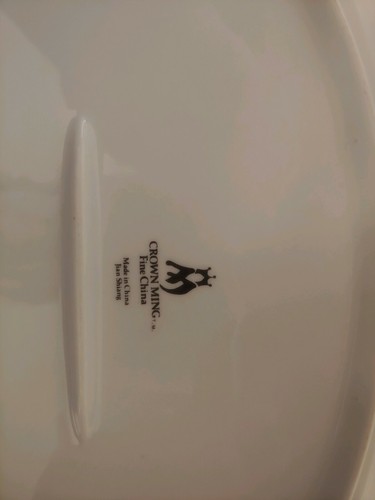 CROWN MING T.M.
Fine China
Made in China
Jian Shiang